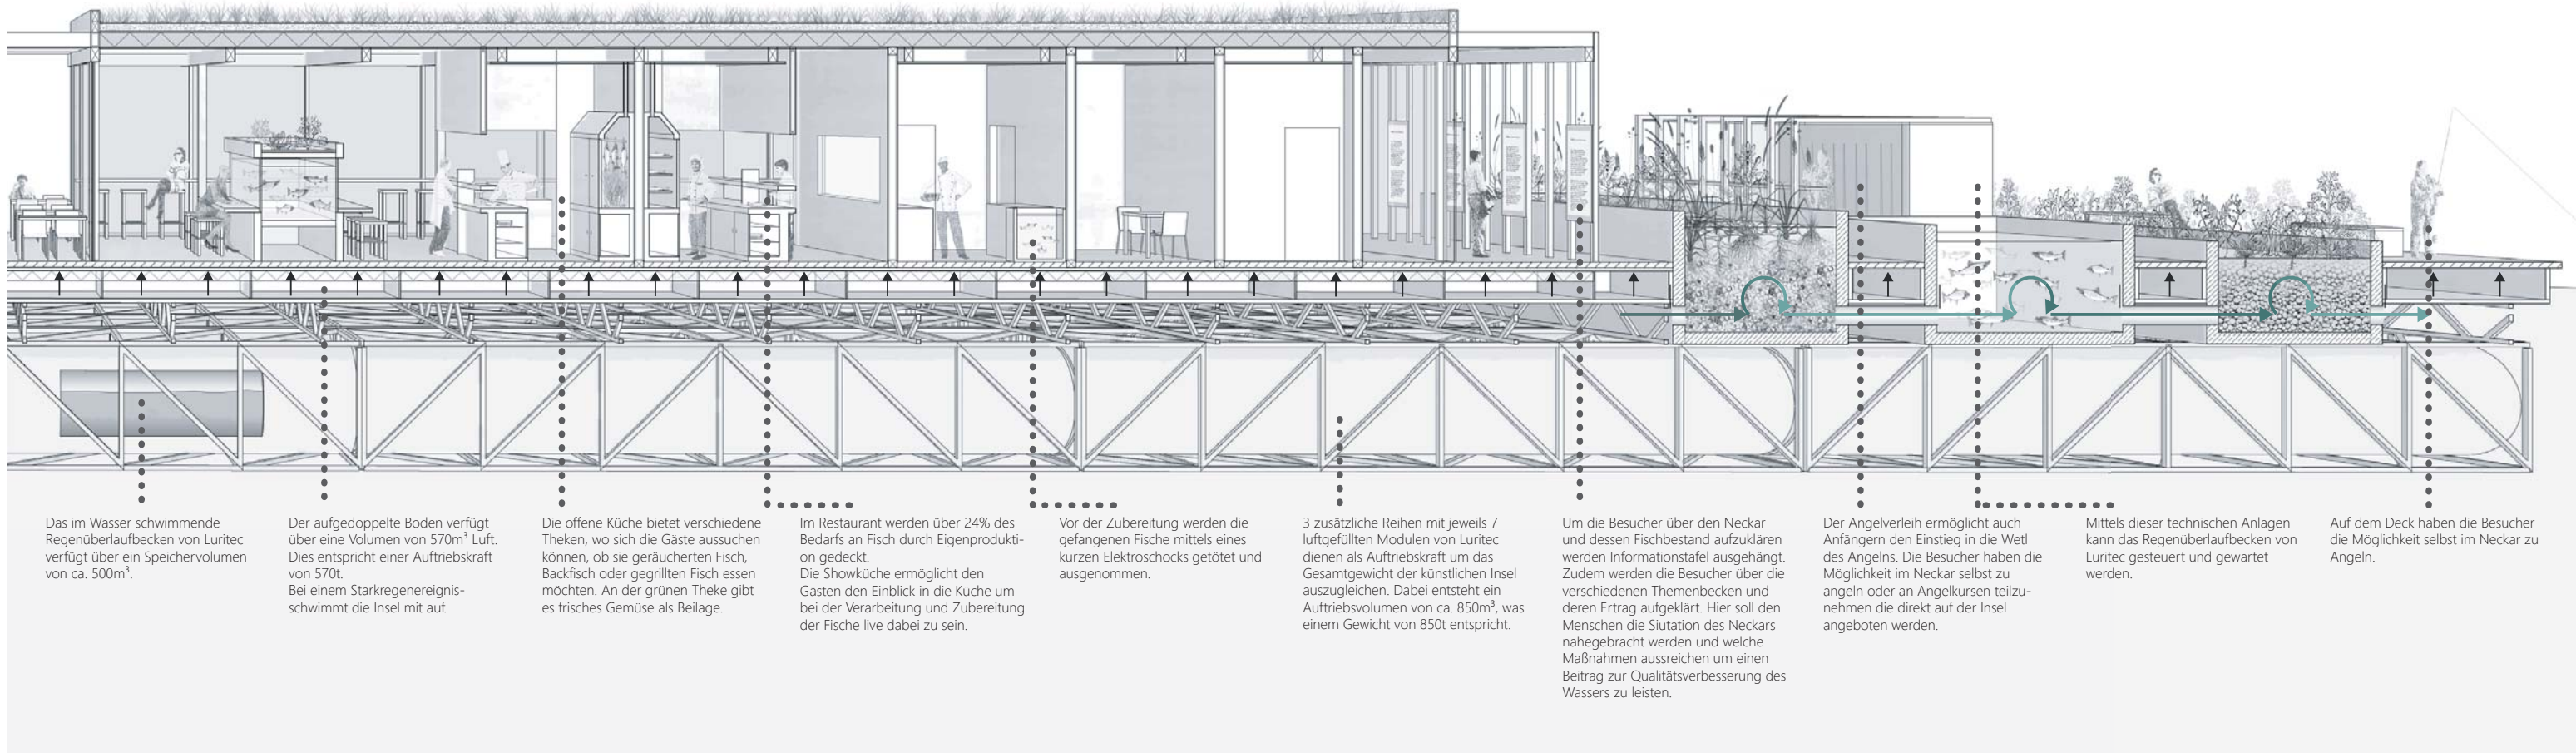 Das im Wasser schwimmende
Regenüberlaufbecken von Luritec
verfügt über ein Speichervolumen
von ca. 500m³.
Der aufgedoppelte Boden verfügt
über eine Volumen von 570m³ Luft.
Dies entspricht einer Auftriebskraft
von 570t.
Bei einem Starkregenereignis-
schwimmt die Insel mit auf.
Die offene Küche bietet verschiedene
Theken, wo sich die Gäste aussuchen
können, ob sie geräucherten Fisch,
Backfisch oder gegrillten Fisch essen
möchten. An der grünen Theke gibt
es frisches Gemüse als Beilage.
Im Restaurant werden über 24% des
Bedarfs an Fisch durch Eigenprodukti-
on gedeckt.
Die Showküche ermöglicht den
Gästen den Einblick in die Küche um
bei der Verarbeitung und Zubereitung
der Fische live dabei zu sein.
Vor der Zubereitung werden die
gefangenen Fische mittels eines
kurzen Elektroschocks getötet und
ausgenommen.
3 zusätzliche Reihen mit jeweils 7
luftgefüllten Modulen von Luritec
dienen als Auftriebskraft um das
Gesamtgewicht der künstlichen Insel
auszugleichen. Dabei entsteht ein
Auftriebsvolumen von ca. 850m³, was
einem Gewicht von 850t entspricht.
Um die Besucher über den Neckar
und dessen Fischbestand aufzuklären
werden Informationstafel ausgehängt.
Zudem werden die Besucher über die
verschiedenen Themenbecken und
deren Ertrag aufgeklärt. Hier soll den
Menschen die Siutation des Neckars
nahegebracht werden und welche
Maßnahmen ausreichen um einen
Beitrag zur Qualitätsverbesserung des
Wassers zu leisten.
Der Angelverleih ermöglicht auch
Anfängern den Einstieg in die Wetl
des Angelns. Die Besucher haben die
Möglichkeit im Neckar selbst zu
angeln oder an Angelkursen teilzu-
nehmen die direkt auf der Insel
angeboten werden.
Mittels dieser technischen Anlagen
kann das Regenüberlaufbecken von
Luritec gesteuert und gewartet
werden.
Auf dem Deck haben die Besucher
die Möglichkeit selbst im Neckar zu
Angeln.